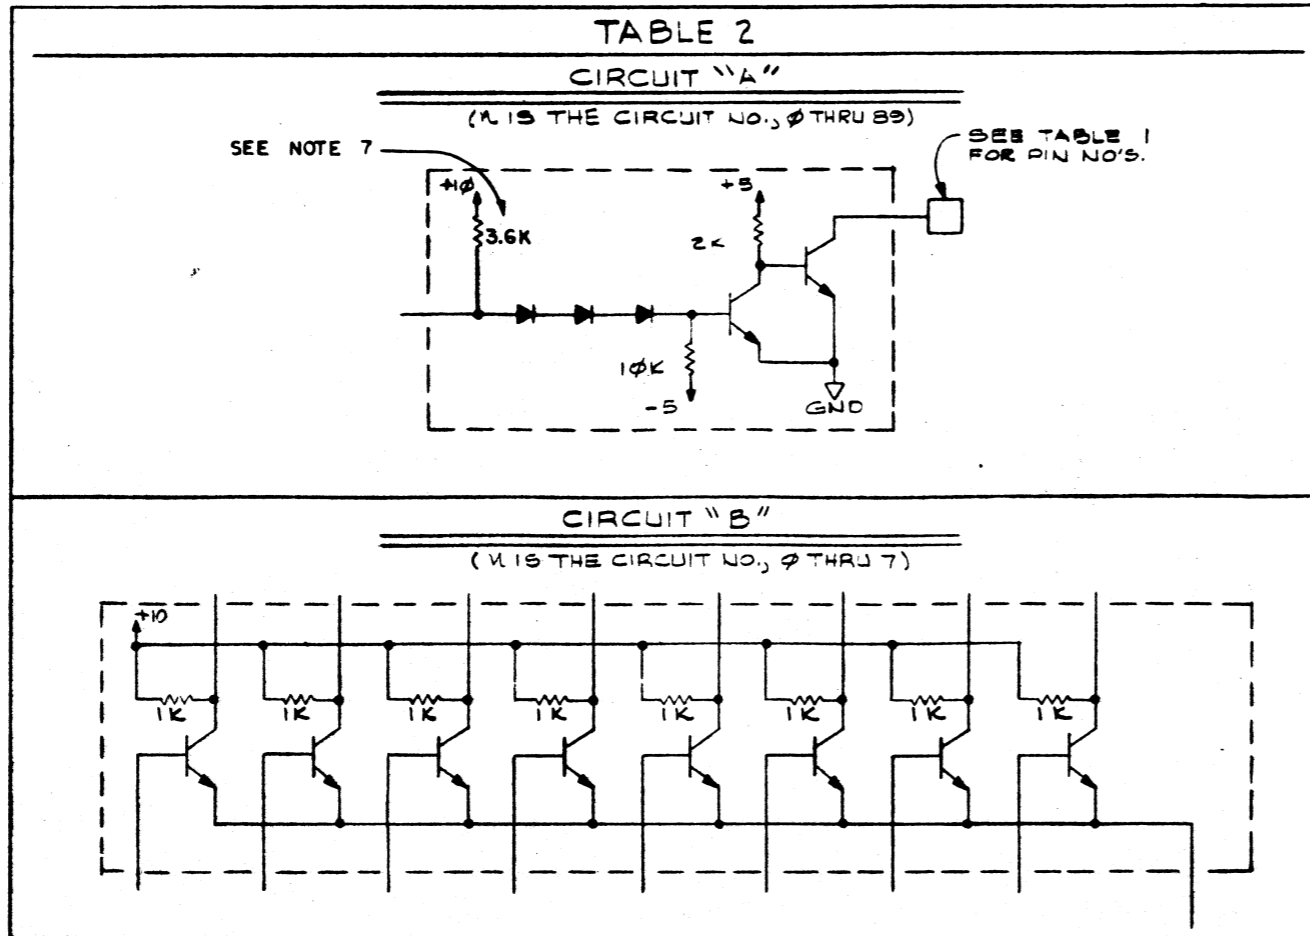 TABLE 2
CIRCUIT "A"
(n IS THE CIRCUIT NO., Ø THRU 89)
SEE NOTE 7
SEE TABLE 1
FOR PIN NO'S.
+1Ø
+5
3.6K
2K
1ØK
-5
GND
CIRCUIT "B"
(n IS THE CIRCUIT NO., Ø THRU 7)
+10
1K 1K 1K 1K 1K 1K 1K 1K